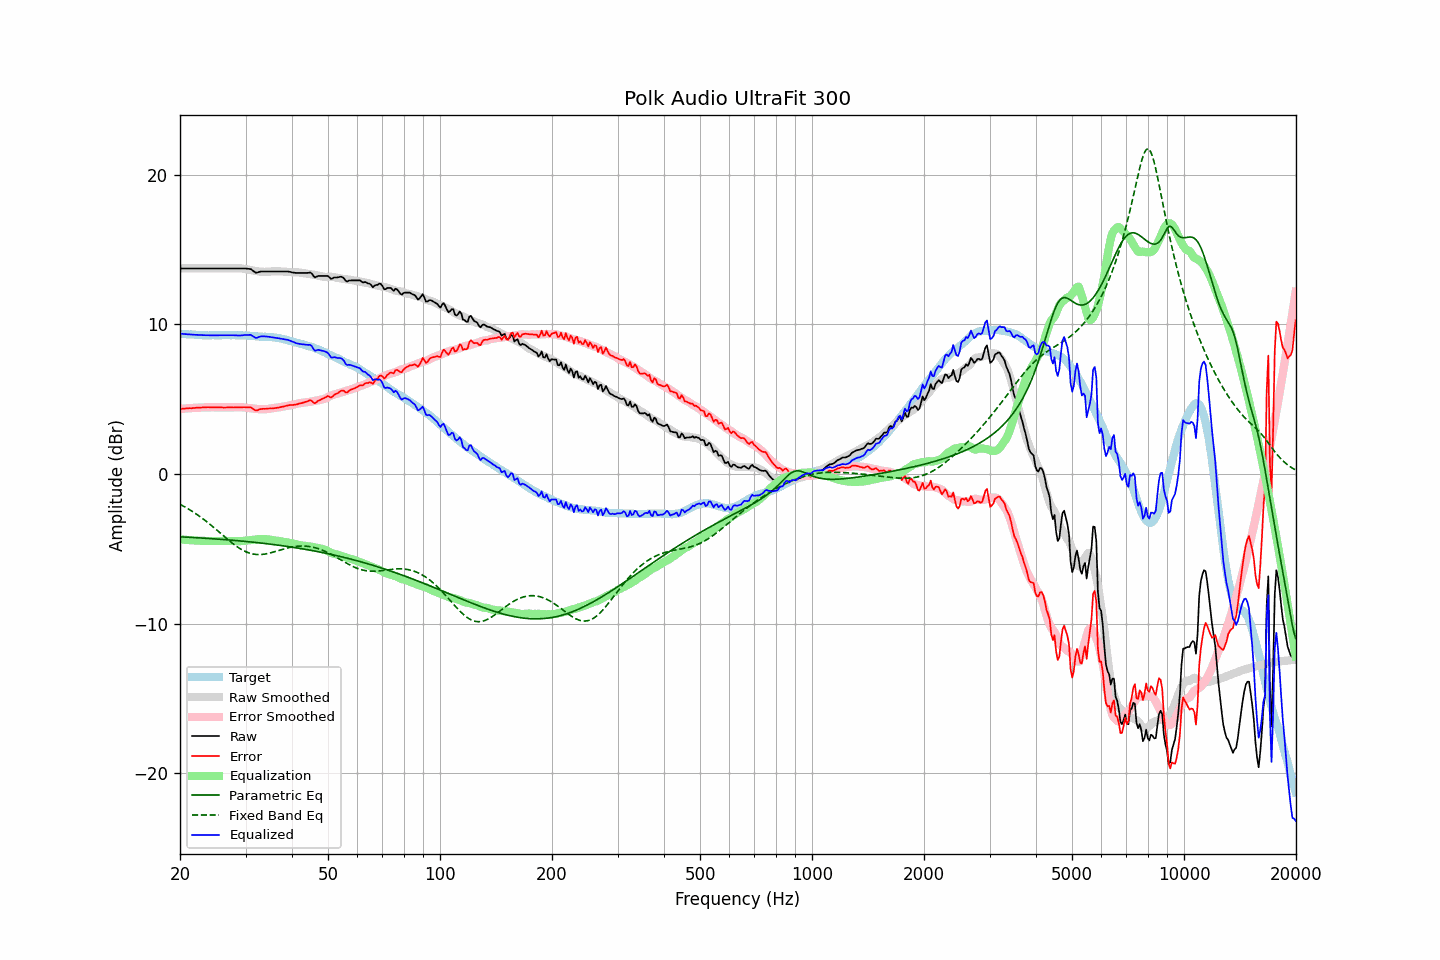 Polk Audio UltraFit 300
20
10
0
−10
−20
Amplitude (dBr)
Target
Raw Smoothed
Error Smoothed
Raw
Error
Equalization
Parametric Eq
Fixed Band Eq
Equalized
20 50 100 200 500 1000 2000 5000 10000 20000
Frequency (Hz)